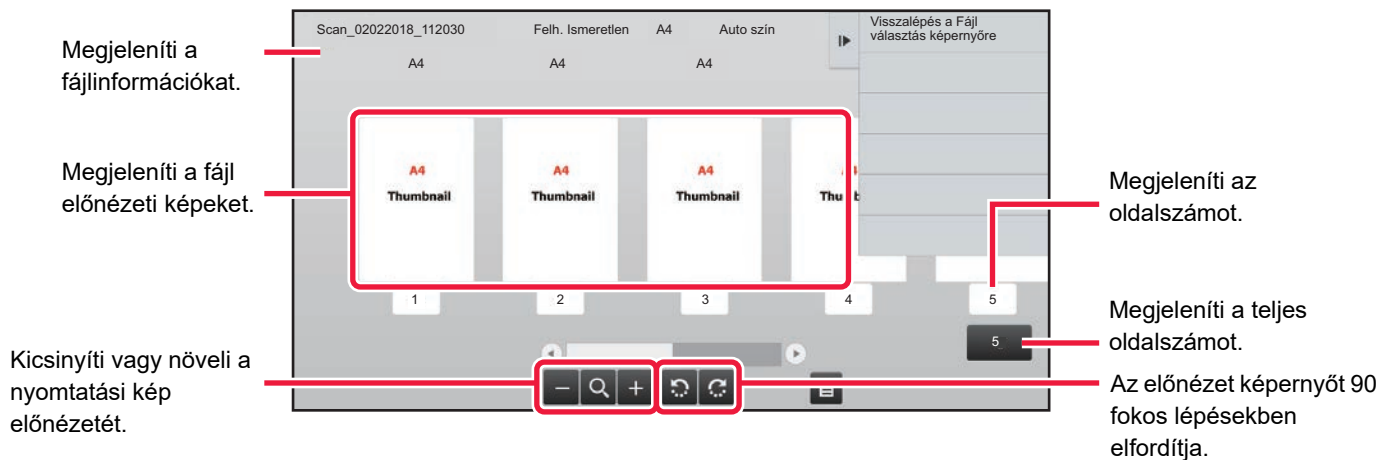 Megjeleníti a
fájlinformációkat.
Megjeleníti a fájl
előnézeti képeket.
Kicsinyíti vagy növeli a
nyomtatási kép
előnézetét.
Scan_02022018_112030 Felh. Ismeretlen A4 Auto szín
A4 A4 A4
Visszalépés a Fájl
választás képernyőre
A4 A4 A4
Thumbnail Thumbnail Thumbnail
1 2 3 4 5
5
Megjeleníti az
oldalszámot.
Megjeleníti a teljes
oldalszámot.
Az előnézet képernyőt 90
fokos lépésekben
elfordítja.